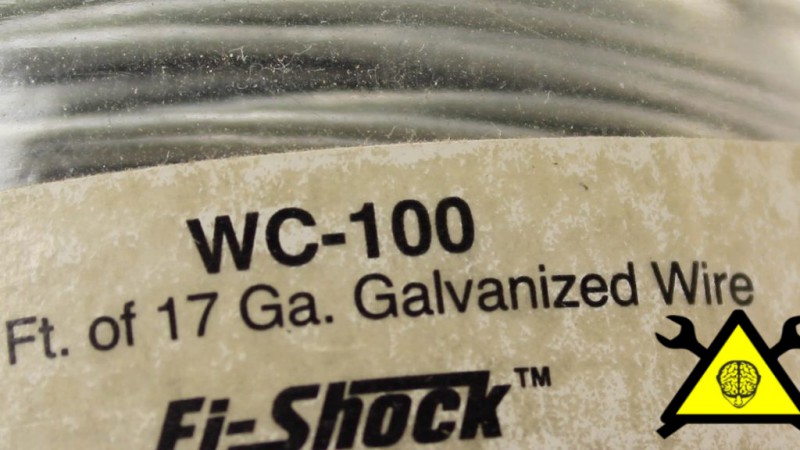 WC-100
Ft. of 17 Ga. Galvanized Wire
Fi-Shock™